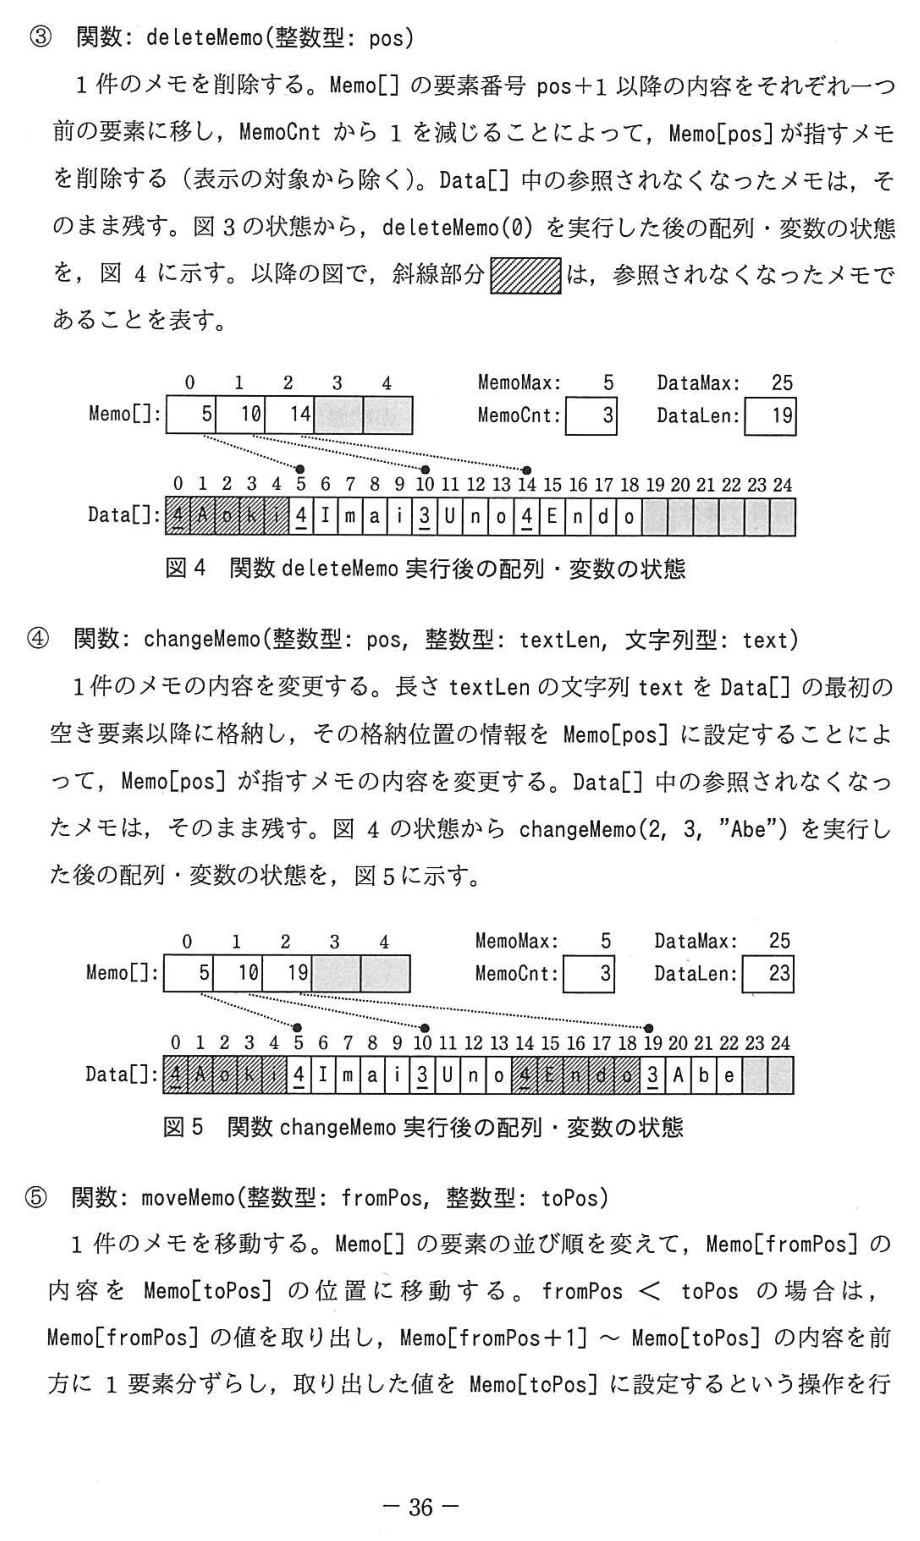 ③ 関数: deleteMemo(整数型: pos)
1件のメモを削除する。Memo[] の要素番号 pos+1 以降の内容をそれぞれ一つ
前の要素に移し，MemoCnt から 1 を減じることによって，Memo[pos]が指すメモ
を削除する（表示の対象から除く）。Data[] 中の参照されなくなったメモは，そ
のまま残す。図 3 の状態から，deleteMemo(0) を実行した後の配列・変数の状態
を，図 4 に示す。以降の図で，斜線部分 は，参照されなくなったメモで
あることを表す。
0 1 2 3 4 MemoMax: 5 DataMax: 25
Memo[]: 5 10 14 MemoCnt: 3 DataLen: 19
0 1 2 3 4 5 6 7 8 9 10 11 12 13 14 15 16 17 18 19 20 21 22 23 24
Data[]: 4 A o k i 4 I m a i 3 U n o 4 E n d o
図 4 関数 deleteMemo 実行後の配列・変数の状態
④ 関数: changeMemo(整数型: pos, 整数型: textLen, 文字列型: text)
1件のメモの内容を変更する。長さ textLen の文字列 text を Data[] の最初の
空き要素以降に格納し，その格納位置の情報を Memo[pos] に設定することによ
って，Memo[pos] が指すメモの内容を変更する。Data[] 中の参照されなくなっ
たメモは，そのまま残す。図 4 の状態から changeMemo(2, 3, ”Abe”) を実行し
た後の配列・変数の状態を，図 5 に示す。
0 1 2 3 4 MemoMax: 5 DataMax: 25
Memo[]: 5 10 19 MemoCnt: 3 DataLen: 23
0 1 2 3 4 5 6 7 8 9 10 11 12 13 14 15 16 17 18 19 20 21 22 23 24
Data[]: 4 A o k i 4 I m a i 3 U n o 4 E n d o 3 A b e
図 5 関数 changeMemo 実行後の配列・変数の状態
⑤ 関数: moveMemo(整数型: fromPos, 整数型: toPos)
1 件のメモを移動する。Memo[] の要素の並び順を変えて，Memo[fromPos] の
内容を Memo[toPos] の位置に移動する。fromPos ＜ toPos の場合は，
Memo[fromPos] の値を取り出し，Memo[fromPos+1] ～ Memo[toPos] の内容を前
方に 1 要素分ずらし，取り出した値を Memo[toPos] に設定するという操作を行
－ 36 －